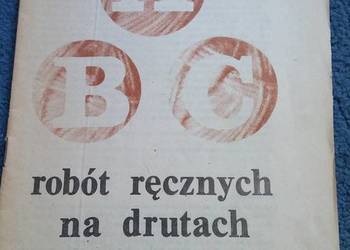 A
B C
robót ręcznych
na drutach